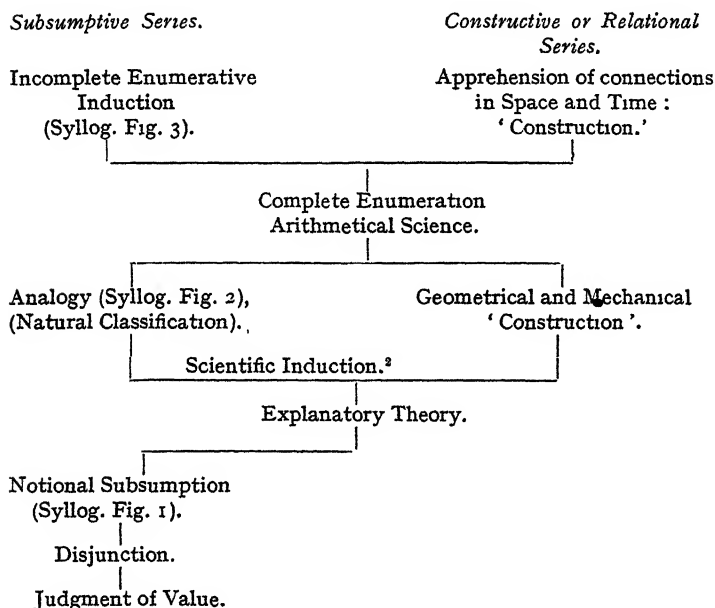 Subsumptive Series.
Constructive or Relational
Series.
Incomplete Enumerative
Induction
(Syllog. Fig. 3).
Apprehension of connections
in Space and Time :
‘ Construction.’
Complete Enumeration
Arithmetical Science.
Analogy (Syllog. Fig. 2),
(Natural Classification).
Geometrical and Mechanical
‘ Construction ’.
Scientific Induction.²
Explanatory Theory.
Notional Subsumption
(Syllog. Fig. 1).
Disjunction.
Judgment of Value.